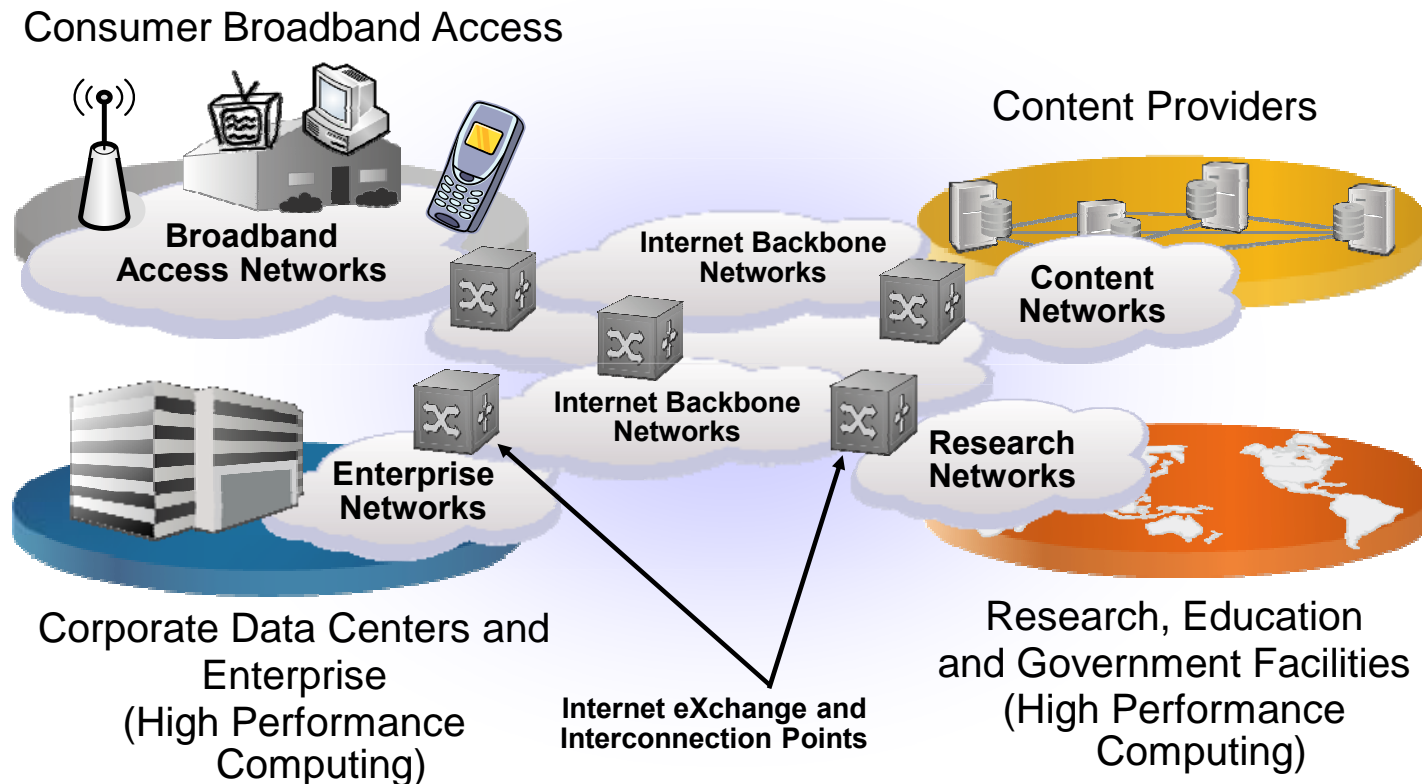 Consumer Broadband Access
Content Providers
Broadband
Access Networks
Internet Backbone
Networks
Content
Networks
Internet Backbone
Networks
Enterprise
Networks
Research
Networks
Corporate Data Centers and
Enterprise
(High Performance
Computing)
Internet eXchange and
Interconnection Points
Research, Education
and Government Facilities
(High Performance
Computing)